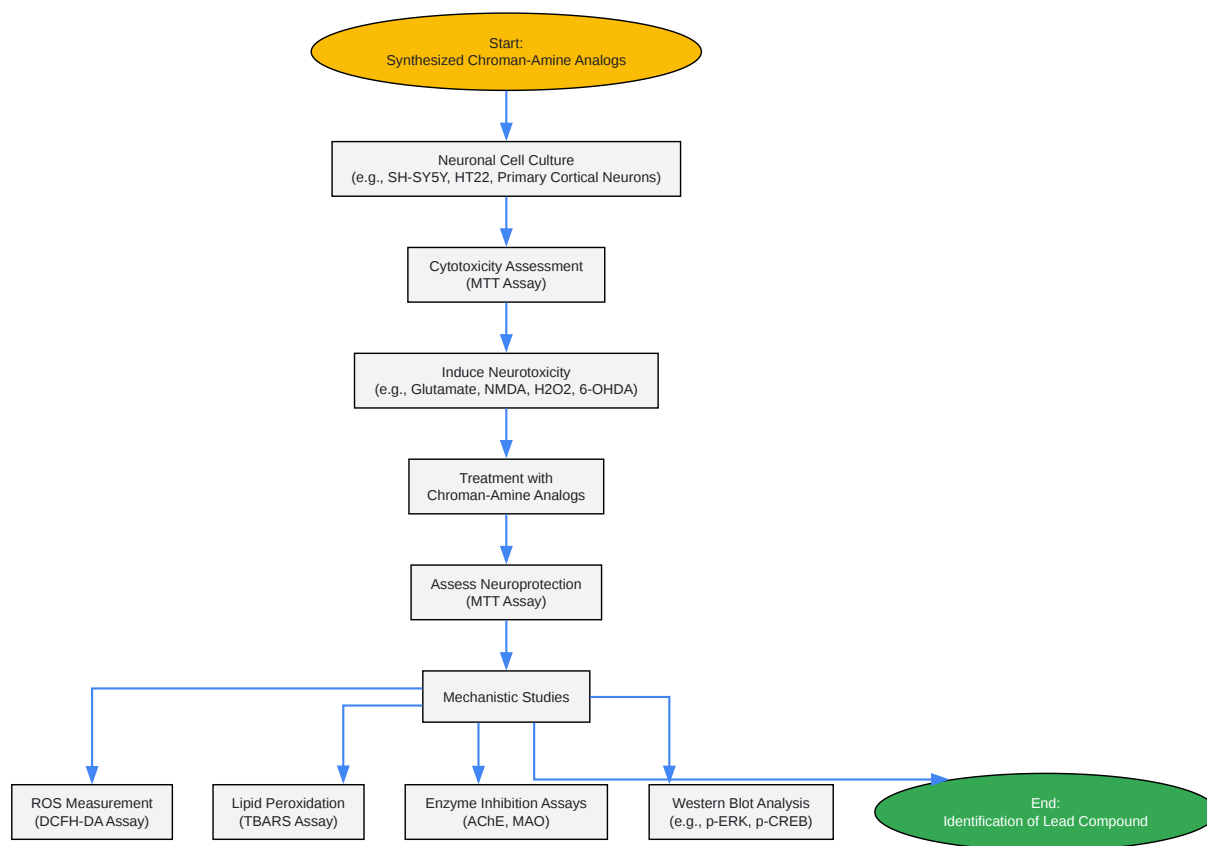 Start:
Synthesized Chroman-Amine Analogs
Neuronal Cell Culture
(e.g., SH-SY5Y, HT22, Primary Cortical Neurons)
Cytotoxicity Assessment
(MTT Assay)
Induce Neurotoxicity
(e.g., Glutamate, NMDA, H2O2, 6-OHDA)
Treatment with
Chroman-Amine Analogs
Assess Neuroprotection
(MTT Assay)
Mechanistic Studies
ROS Measurement
(DCFH-DA Assay)
Lipid Peroxidation
(TBARS Assay)
Enzyme Inhibition Assays
(AChE, MAO)
Western Blot Analysis
(e.g., p-ERK, p-CREB)
End:
Identification of Lead Compound